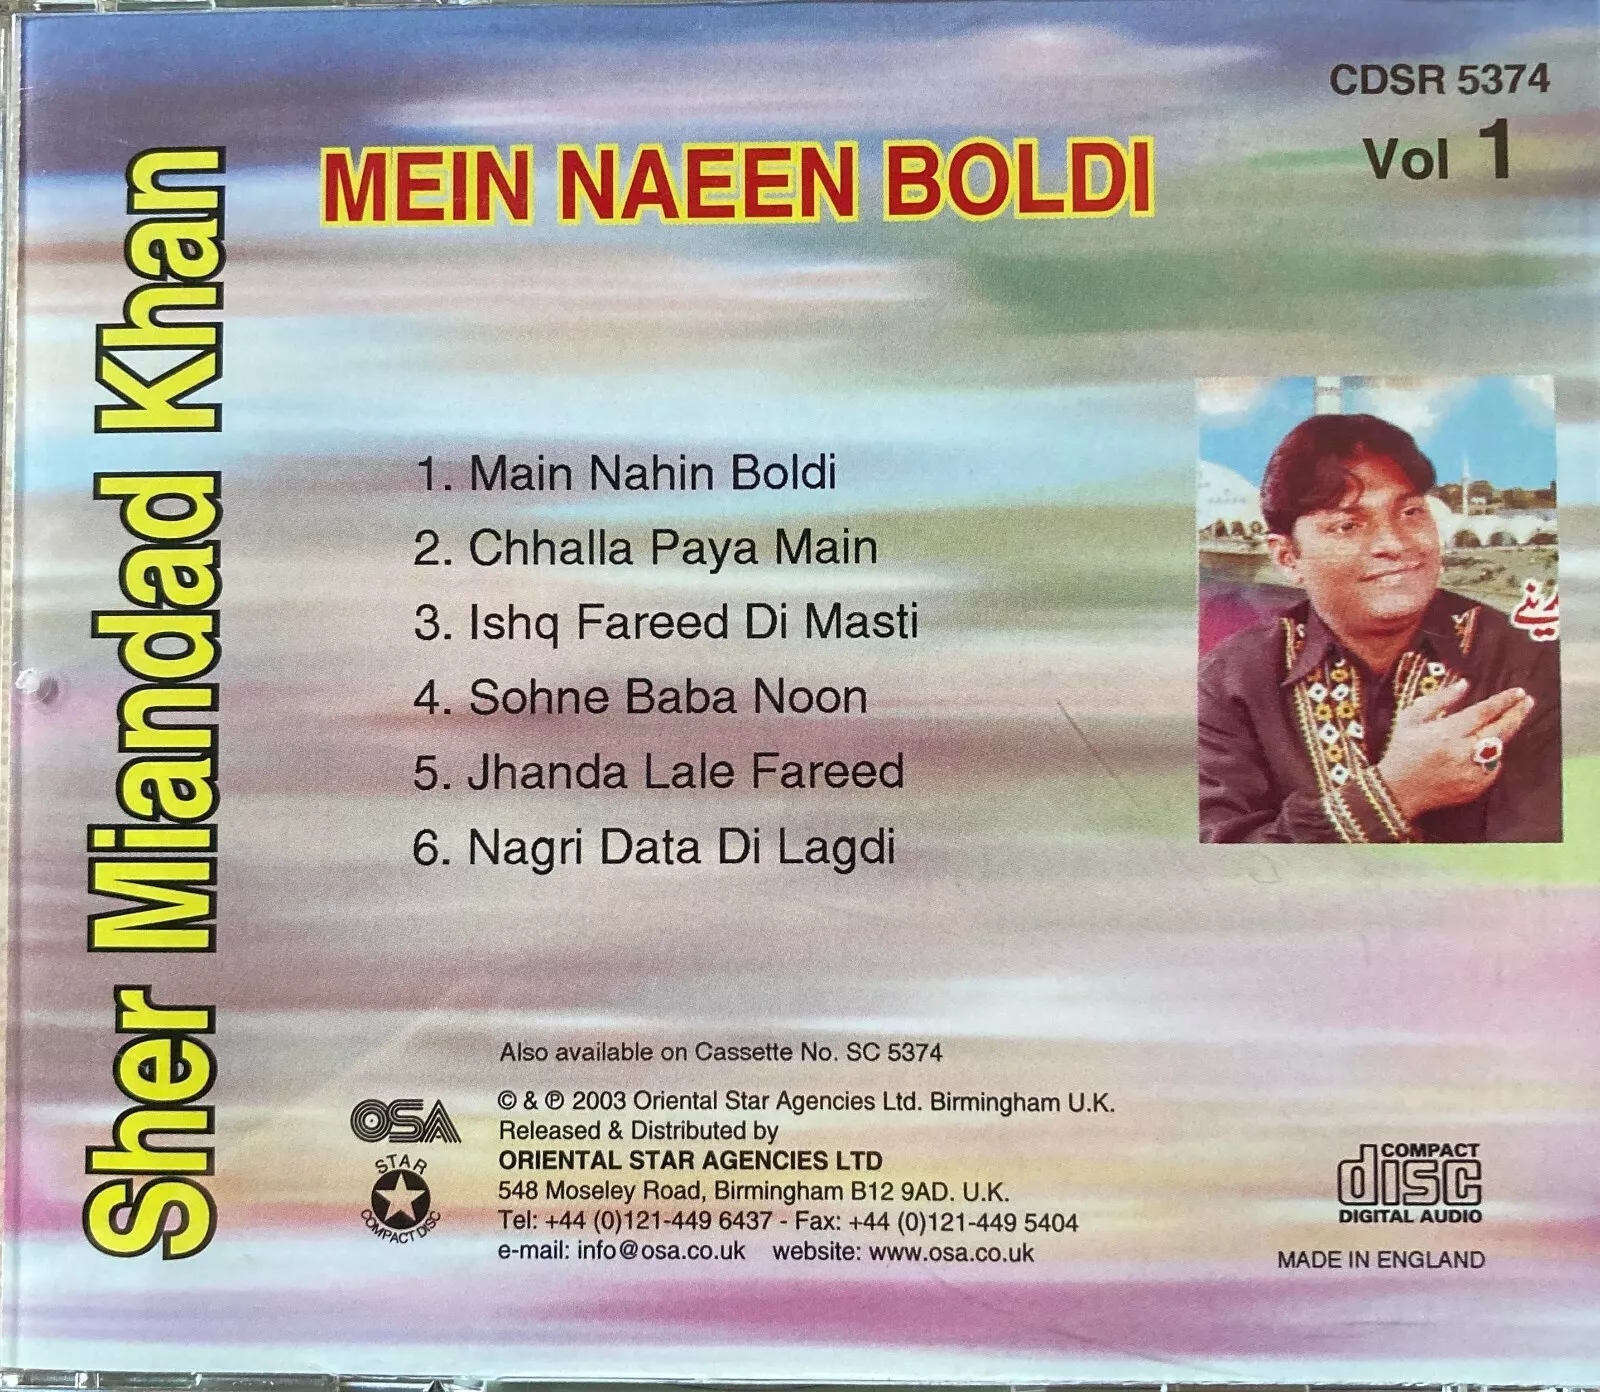 CDSR 5374
Vol 1
MEIN NAEEN BOLDI
Sher Miandad Khan
1. Main Nahin Boldi
2. Chhalla Paya Main
3. Ishq Fareed Di Masti
4. Sohne Baba Noon
5. Jhanda Lale Fareed
6. Nagri Data Di Lagdi
Also available on Cassette No. SC 5374
© & ℗ 2003 Oriental Star Agencies Ltd. Birmingham U.K.
Released & Distributed by
ORIENTAL STAR AGENCIES LTD
548 Moseley Road, Birmingham B12 9AD. U.K.
Tel: +44 (0)121-449 6437 - Fax: +44 (0)121-449 5404
e-mail: info@osa.co.uk website: www.osa.co.uk
OSA
STAR
COMPACT DISC
COMPACT
disc
DIGITAL AUDIO
MADE IN ENGLAND